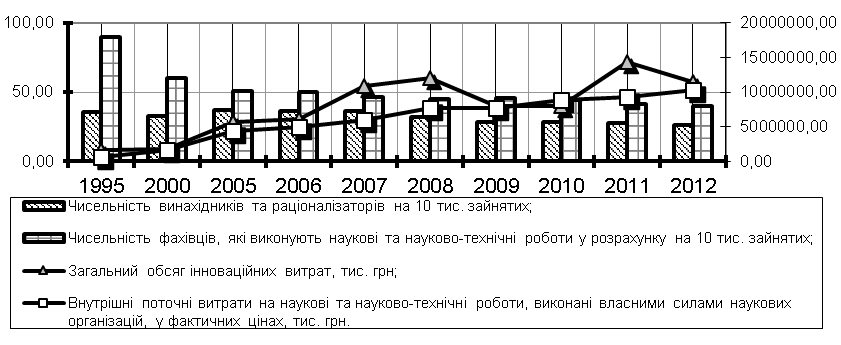 100,00
50,00
0,00
20000000,00
15000000,00
10000000,00
5000000,00
0,00
1995 2000 2005 2006 2007 2008 2009 2010 2011 2012
Чисельність винахідників та раціоналізаторів на 10 тис. зайнятих;
Чисельність фахівців, які виконують наукові та науково-технічні роботи у розрахунку на 10 тис. зайнятих;
Загальний обсяг інноваційних витрат, тис. грн;
Внутрішні поточні витрати на наукові та науково-технічні роботи, виконані власними силами наукових
організацій, у фактичних цінах, тис. грн.